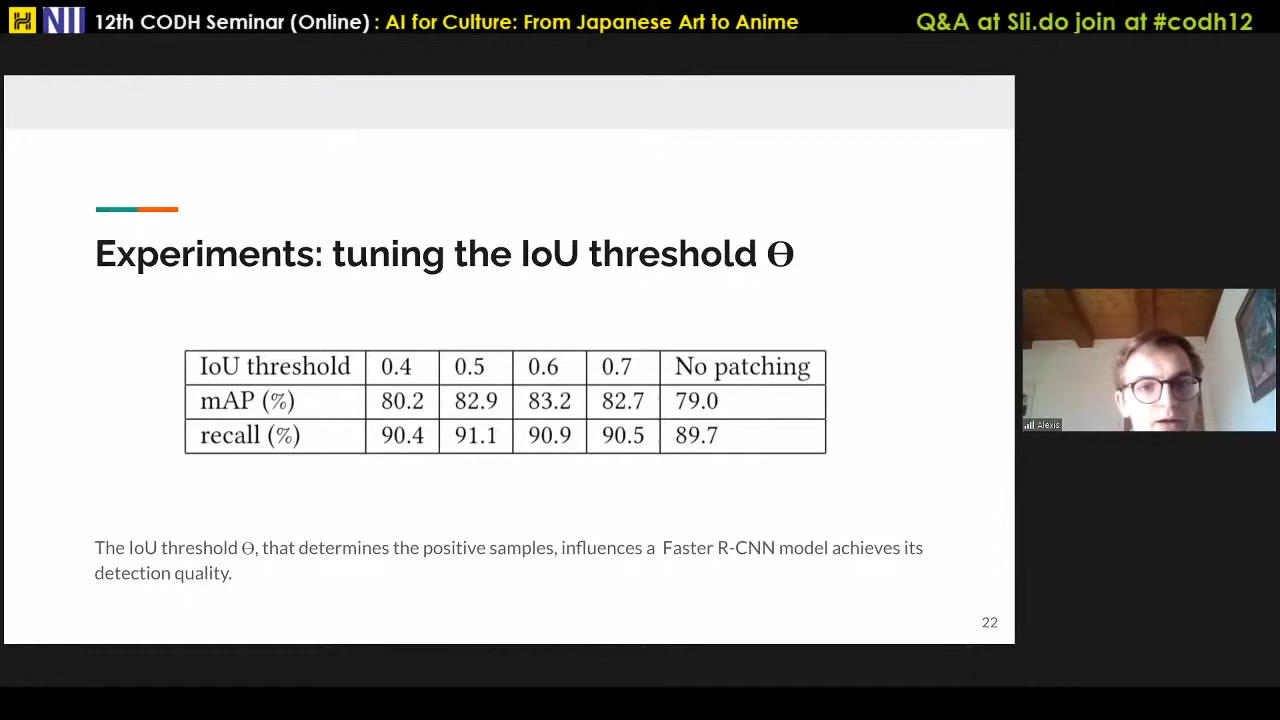 12th CODH Seminar (Online) : AI for Culture: From Japanese Art to Anime
Q&A at Sli.do join at #codh12
Experiments: tuning the IoU threshold Θ
IoU threshold 0.4 0.5 0.6 0.7 No patching
mAP (%) 80.2 82.9 83.2 82.7 79.0
recall (%) 90.4 91.1 90.9 90.5 89.7
The IoU threshold Θ, that determines the positive samples, influences a Faster R-CNN model achieves its
detection quality.
22
Alexis